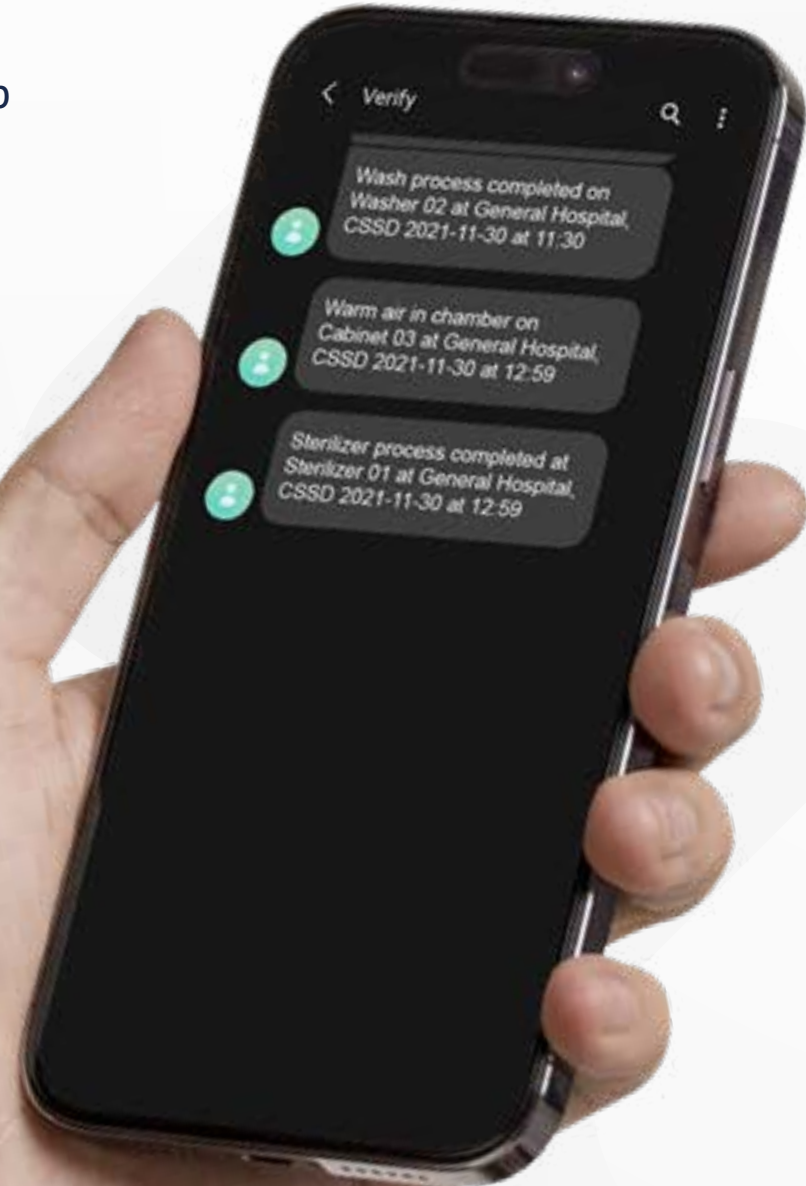 Verify
Wash process completed on
Washer 02 at General Hospital,
CSSD 2021-11-30 at 11:30
Warm air in chamber on
Cabinet 03 at General Hospital,
CSSD 2021-11-30 at 12:59
Sterilizer process completed at
Sterilizer 01 at General Hospital,
CSSD 2021-11-30 at 12:59